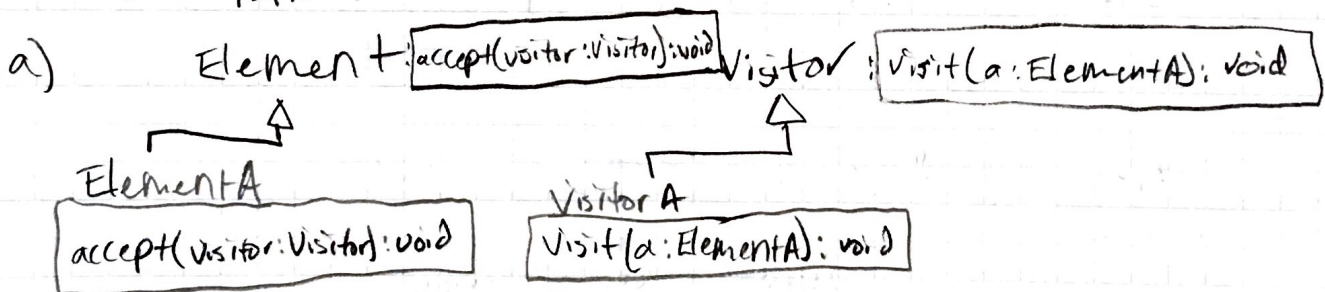 a) Element: accept(visitor:Visitor):void Visitor: visit(a:ElementA): void
ElementA
VisitorA
accept(visitor:Visitor):void visit(a:ElementA): void